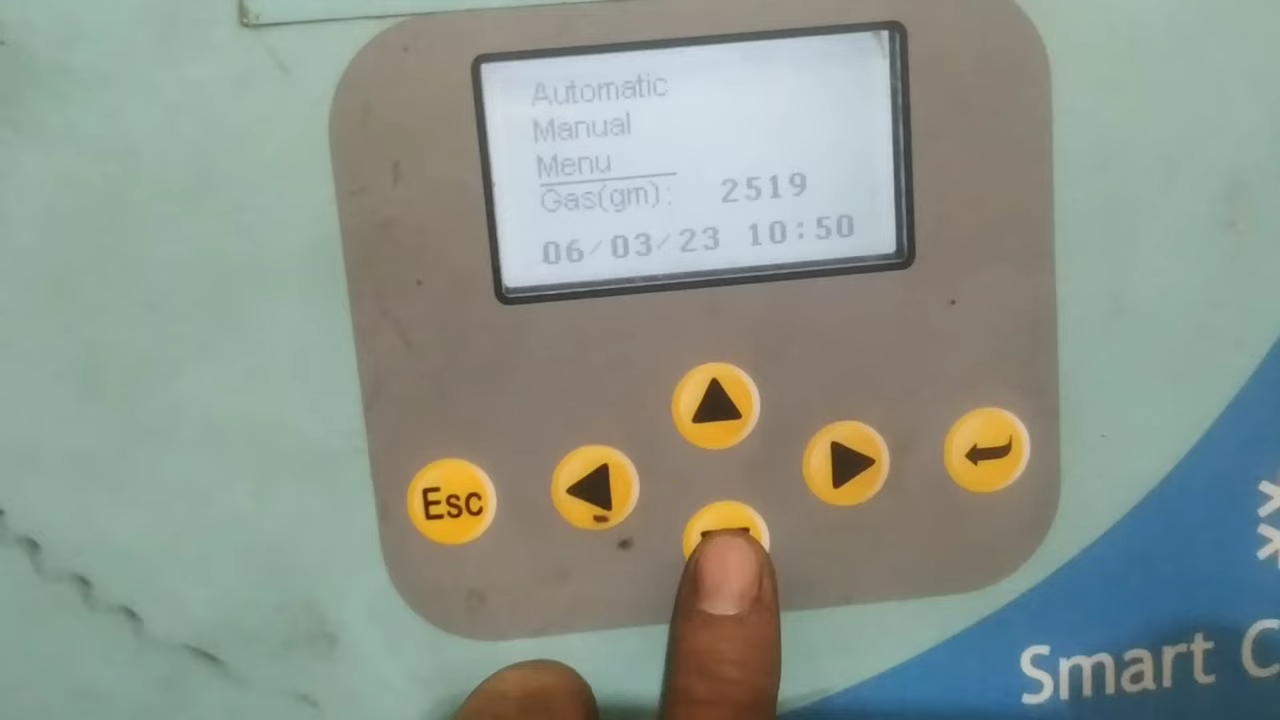 Automatic
Manual
Menu
Gas(gm): 2519
06/03/23 10:50
Esc
Smart C